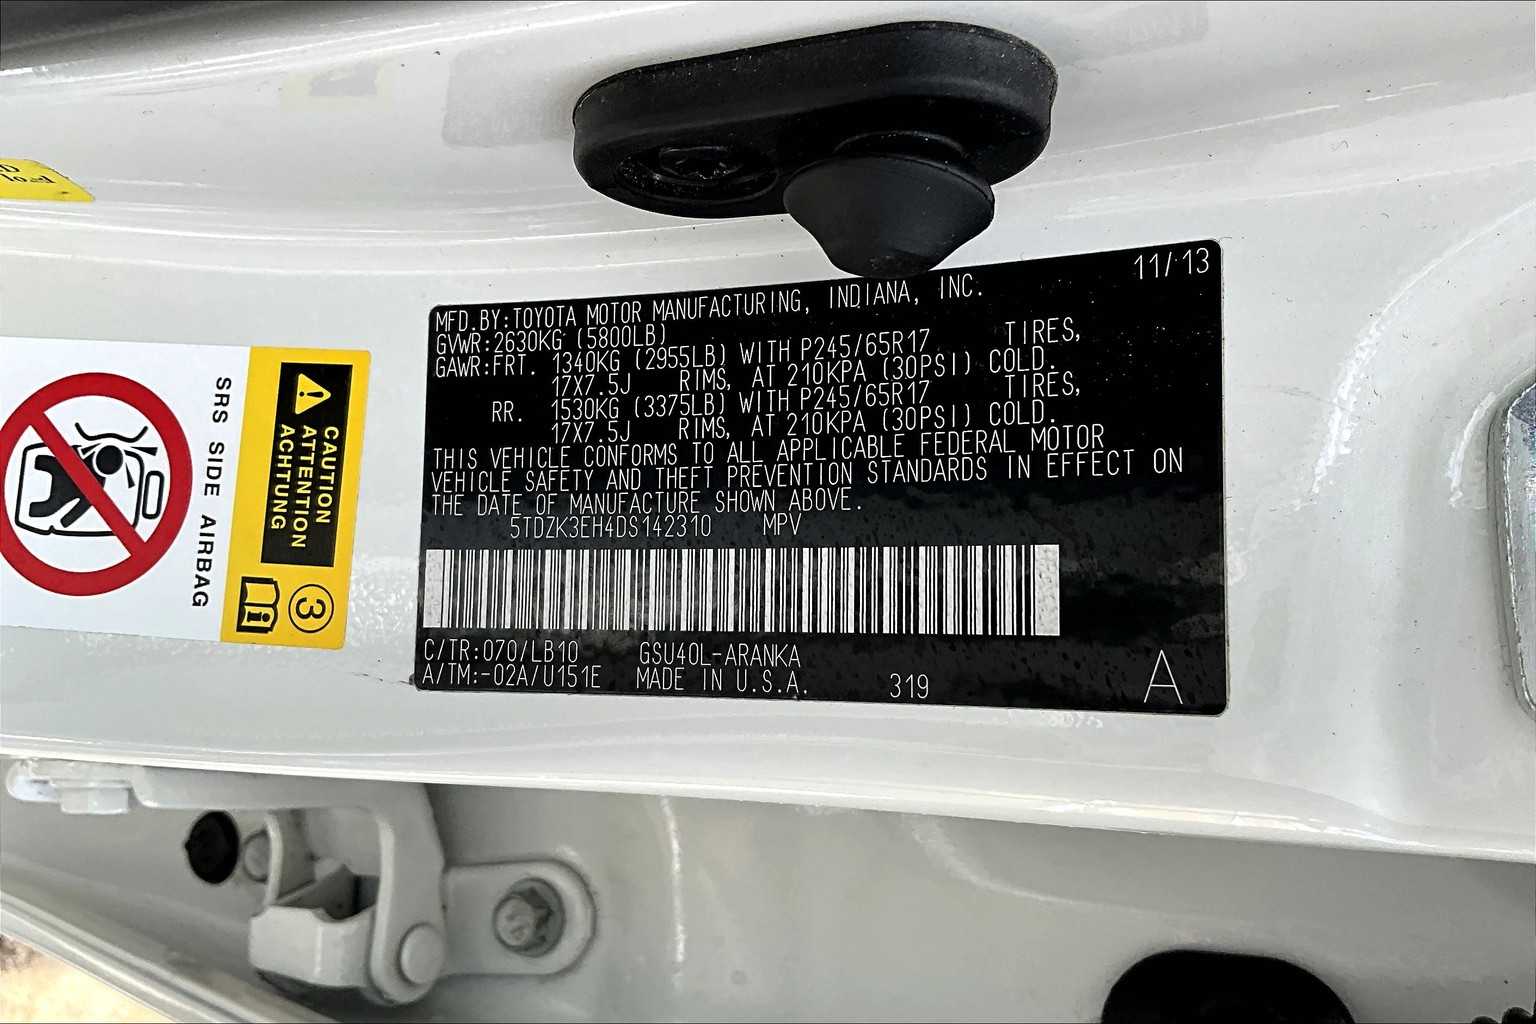 11/13
MFD.BY:TOYOTA MOTOR MANUFACTURING, INDIANA, INC.
GVWR:2630KG (5800LB)
GAWR:FRT. 1340KG (2955LB) WITH P245/65R17 TIRES,
17X7.5J RIMS, AT 210KPA (30PSI) COLD.
RR. 1530KG (3375LB) WITH P245/65R17 TIRES,
17X7.5J RIMS, AT 210KPA (30PSI) COLD.
THIS VEHICLE CONFORMS TO ALL APPLICABLE FEDERAL MOTOR
VEHICLE SAFETY AND THEFT PREVENTION STANDARDS IN EFFECT ON
THE DATE OF MANUFACTURE SHOWN ABOVE.
5TDZK3EH4DS142310 MPV
C/TR:070/LB10 GSU40L-ARANKA
A/TM:-02A/U151E MADE IN U.S.A. 319 A
CAUTION
ATTENTION
ACHTUNG
3
SRS SIDE AIRBAG